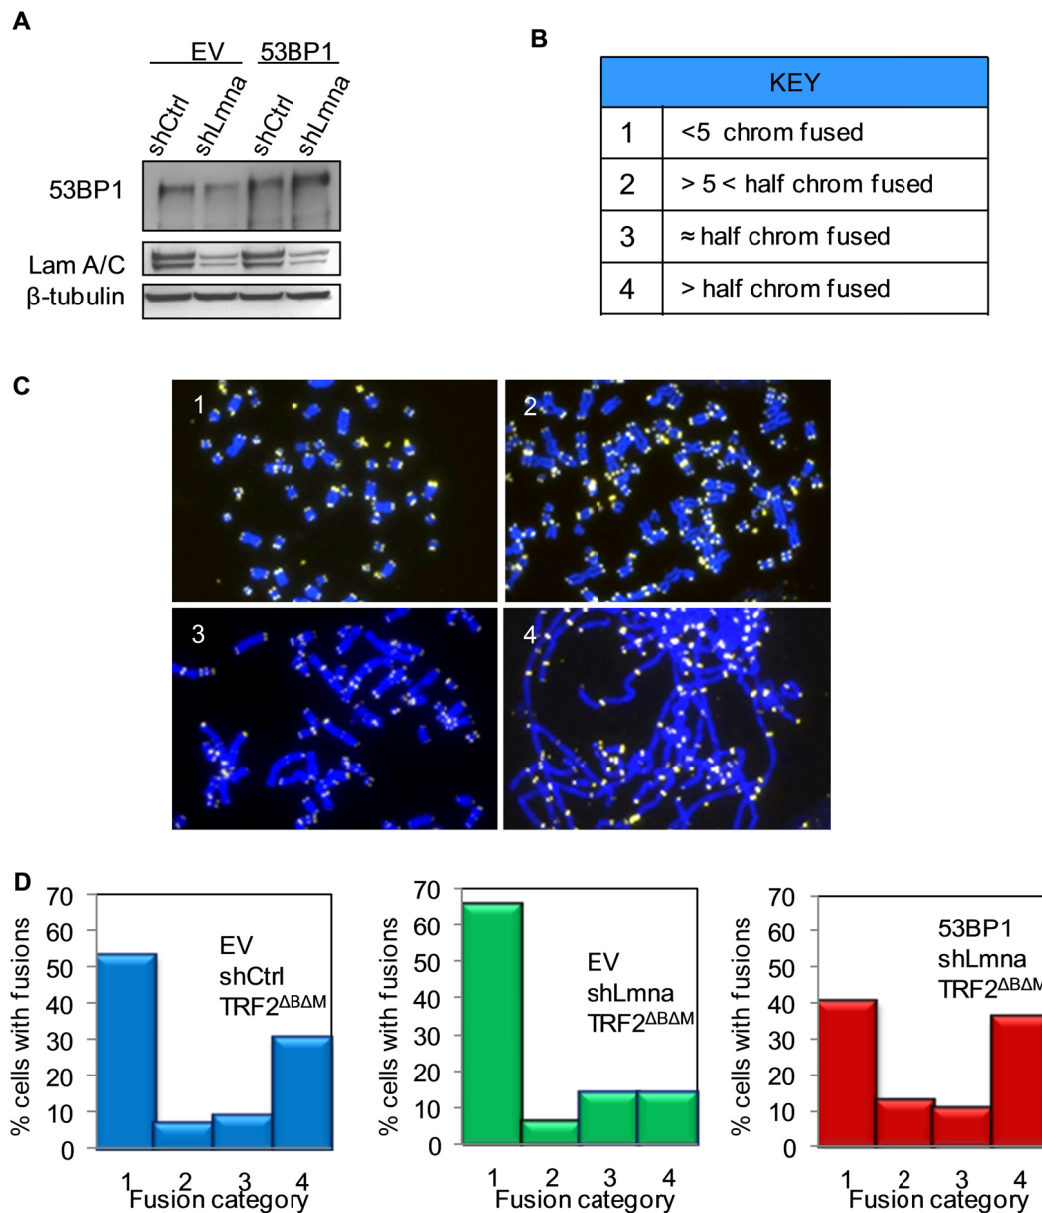 A
EV 53BP1
shCtrl shLmna shCtrl shLmna
53BP1
Lam A/C
β-tubulin
B
KEY
1 <5 chrom fused
2 > 5 < half chrom fused
3 ≈ half chrom fused
4 > half chrom fused
C
1 2
3 4
D
% cells with fusions
70
60
50
40
30
20
10
0
EV
shCtrl
TRF2ΔBΔM
1 2 3 4
Fusion category
% cells with fusions
70
60
50
40
30
20
10
0
EV
shLmna
TRF2ΔBΔM
1 2 3 4
Fusion category
% cells with fusions
70
60
50
40
30
20
10
0
53BP1
shLmna
TRF2ΔBΔM
1 2 3 4
Fusion category